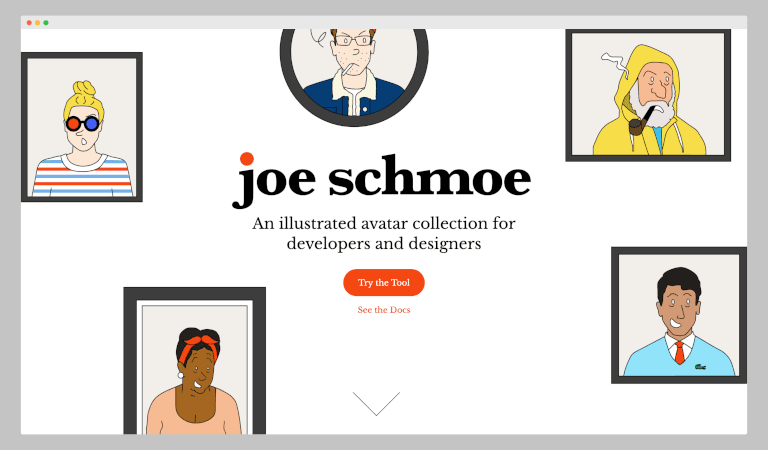 joe schmoe
An illustrated avatar collection for
developers and designers
Try the Tool
See the Docs